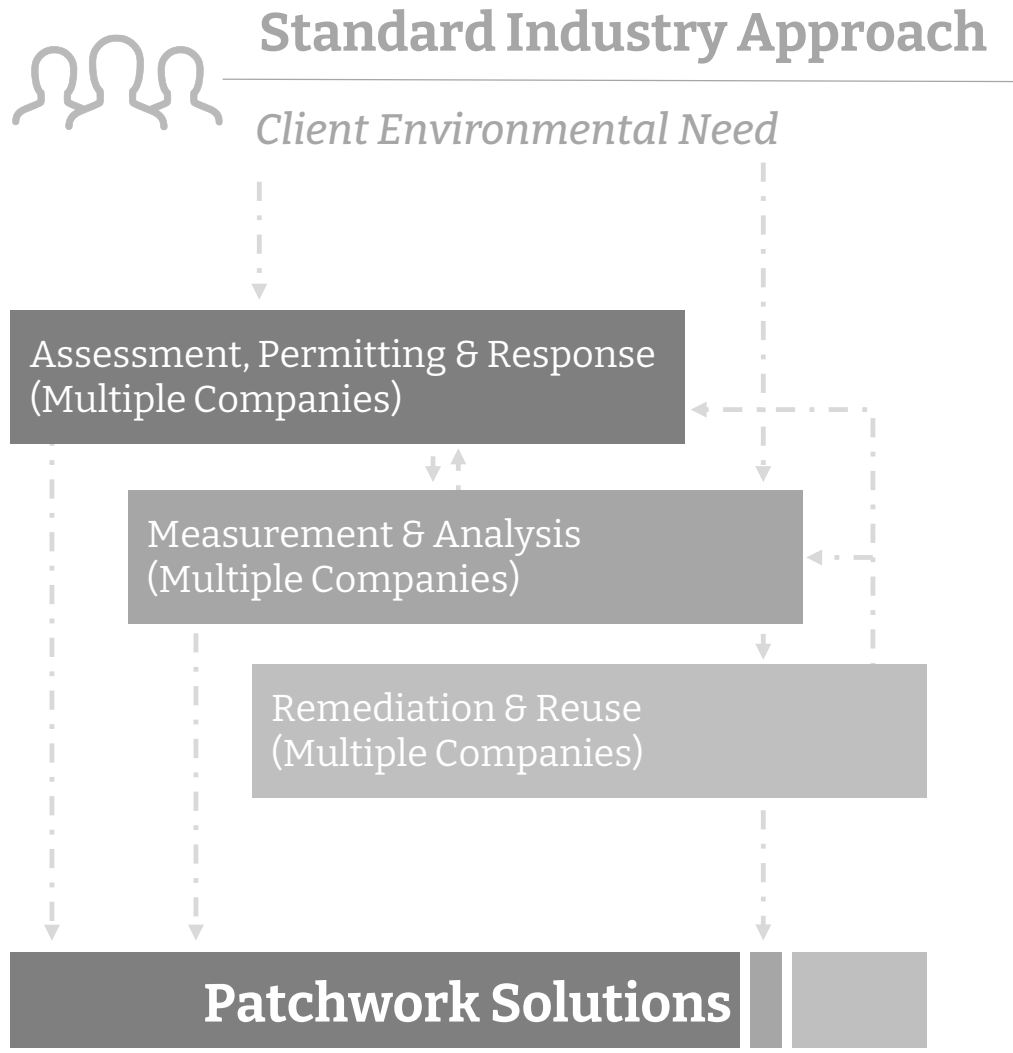 Standard Industry Approach
Client Environmental Need
Assessment, Permitting & Response
(Multiple Companies)
Measurement & Analysis
(Multiple Companies)
Remediation & Reuse
(Multiple Companies)
Patchwork Solutions